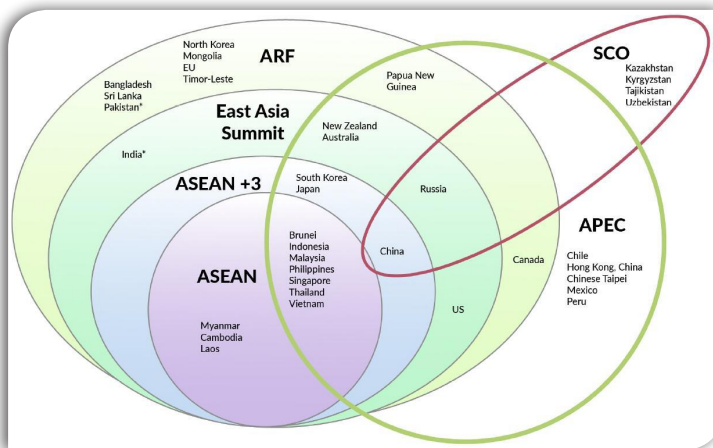 ARF
North Korea
Mongolia
EU
Timor-Leste
Bangladesh
Sri Lanka
Pakistan*
Papua New
Guinea
SCO
Kazakhstan
Kyrgyzstan
Tajikistan
Uzbekistan
East Asia
Summit
New Zealand
Australia
India*
ASEAN +3
South Korea
Japan
Russia
China
APEC
Chile
Hong Kong, China
Chinese Taipei
Mexico
Peru
Canada
US
ASEAN
Brunei
Indonesia
Malaysia
Philippines
Singapore
Thailand
Vietnam
Myanmar
Cambodia
Laos